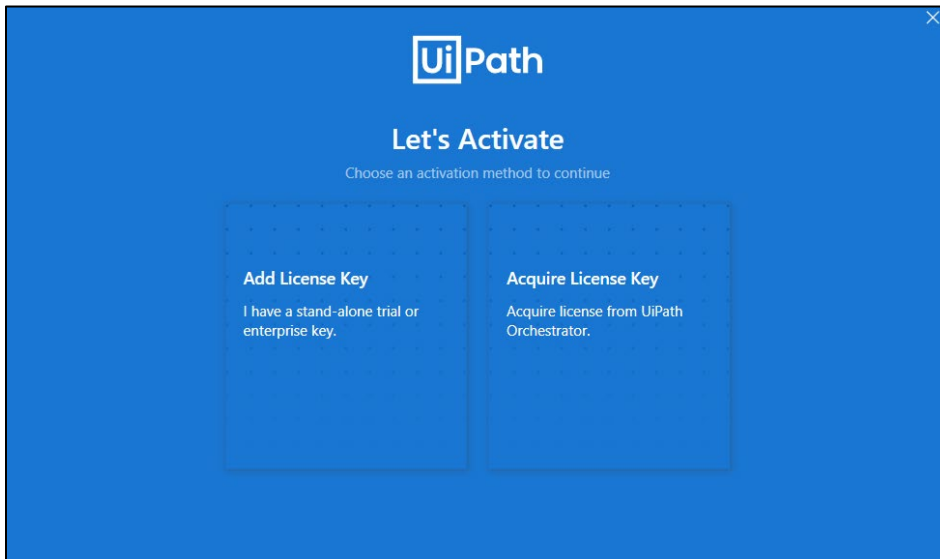 UiPath
Let's Activate
Choose an activation method to continue
Add License Key
I have a stand-alone trial or
enterprise key.
Acquire License Key
Acquire license from UiPath
Orchestrator.